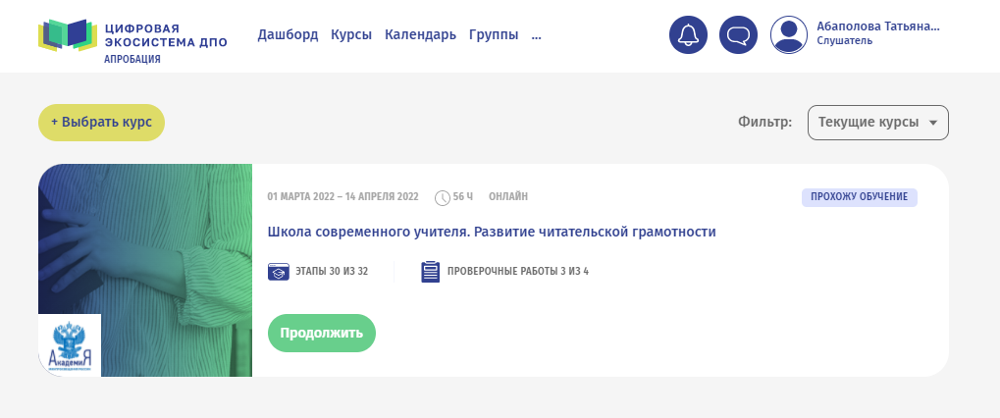 ЦИФРОВАЯ
ЭКОСИСТЕМА ДПО
АПРОБАЦИЯ
Дашборд Курсы Календарь Группы ...
Абаполова Татьяна...
Слушатель
+ Выбрать курс
Фильтр: Текущие курсы
01 МАРТА 2022 – 14 АПРЕЛЯ 2022 56 Ч ОНЛАЙН
ПРОХОЖУ ОБУЧЕНИЕ
Школа современного учителя. Развитие читательской грамотности
ЭТАПЫ 30 ИЗ 32 ПРОВЕРОЧНЫЕ РАБОТЫ 3 ИЗ 4
Продолжить
АкадемиЯ